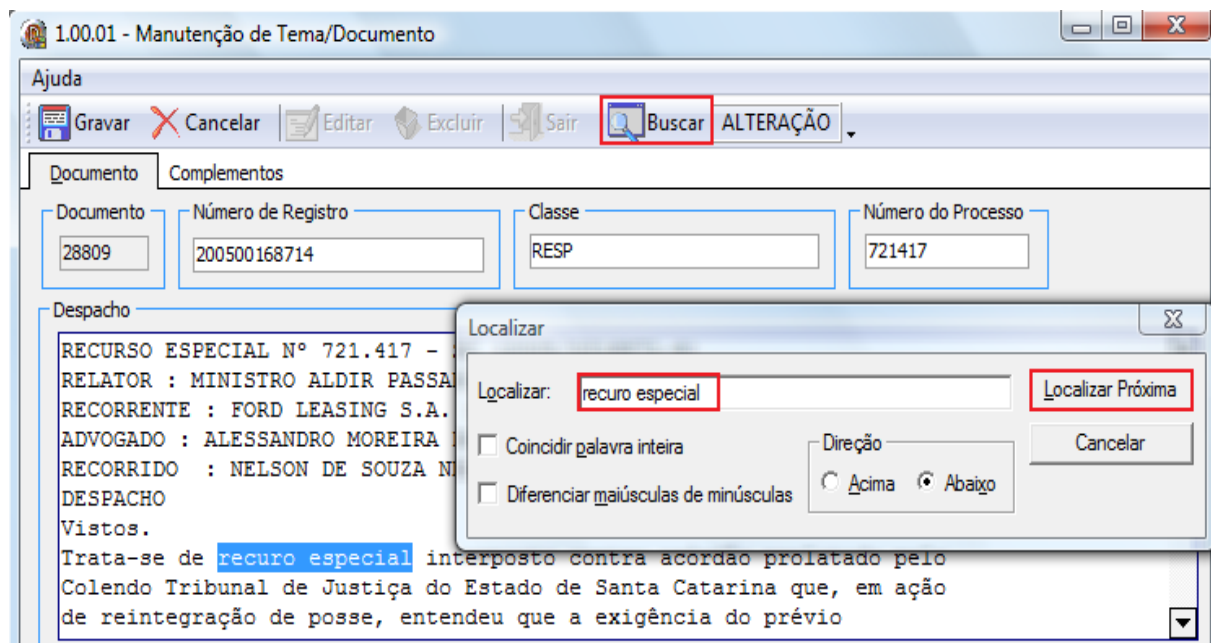 1.00.01 - Manutenção de Tema/Documento
Ajuda
Gravar Cancelar Editar Excluir Sair Buscar ALTERAÇÃO
Documento Complementos
Documento Número de Registro Classe Número do Processo
28809 200500168714 RESP 721417
Despacho
Localizar
RECURSO ESPECIAL Nº 721.417 -
RELATOR : MINISTRO ALDIR PASSA
Localizar: recuro especial Localizar Próxima
RECORRENTE : FORD LEASING S.A.
ADVOGADO : ALESSANDRO MOREIRA
Coincidir palavra inteira Direção Cancelar
RECORRIDO : NELSON DE SOUZA
Diferenciar maiúsculas de minúsculas Acima Abaixo
DESPACHO
Vistos.
Trata-se de recuro especial interposto contra acórdão prolatado pelo
Colendo Tribunal de Justiça do Estado de Santa Catarina que, em ação
de reintegração de posse, entendeu que a exigência do prévio